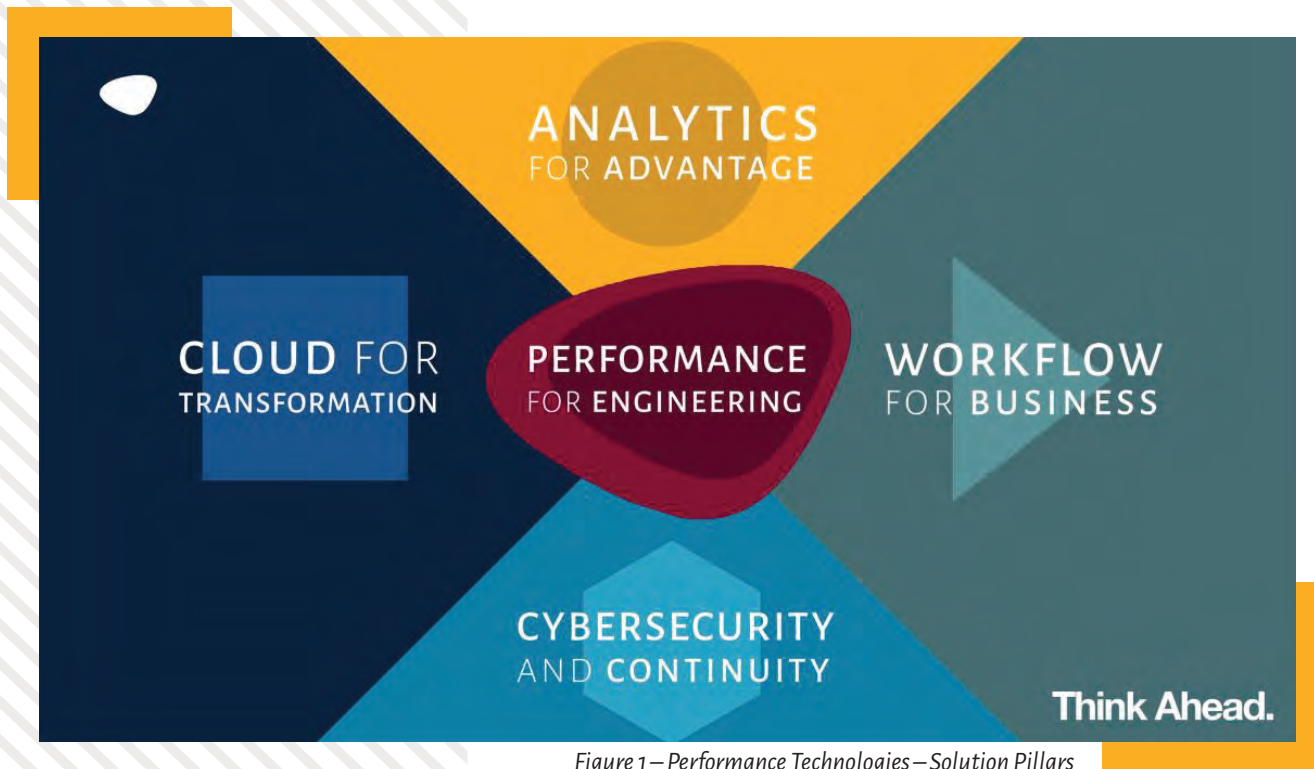 ANALYTICS
FOR ADVANTAGE
CLOUD FOR
TRANSFORMATION
PERFORMANCE
FOR ENGINEERING
WORKFLOW
FOR BUSINESS
CYBERSECURITY
AND CONTINUITY
Think Ahead.
Figure 1 – Performance Technologies – Solution Pillars